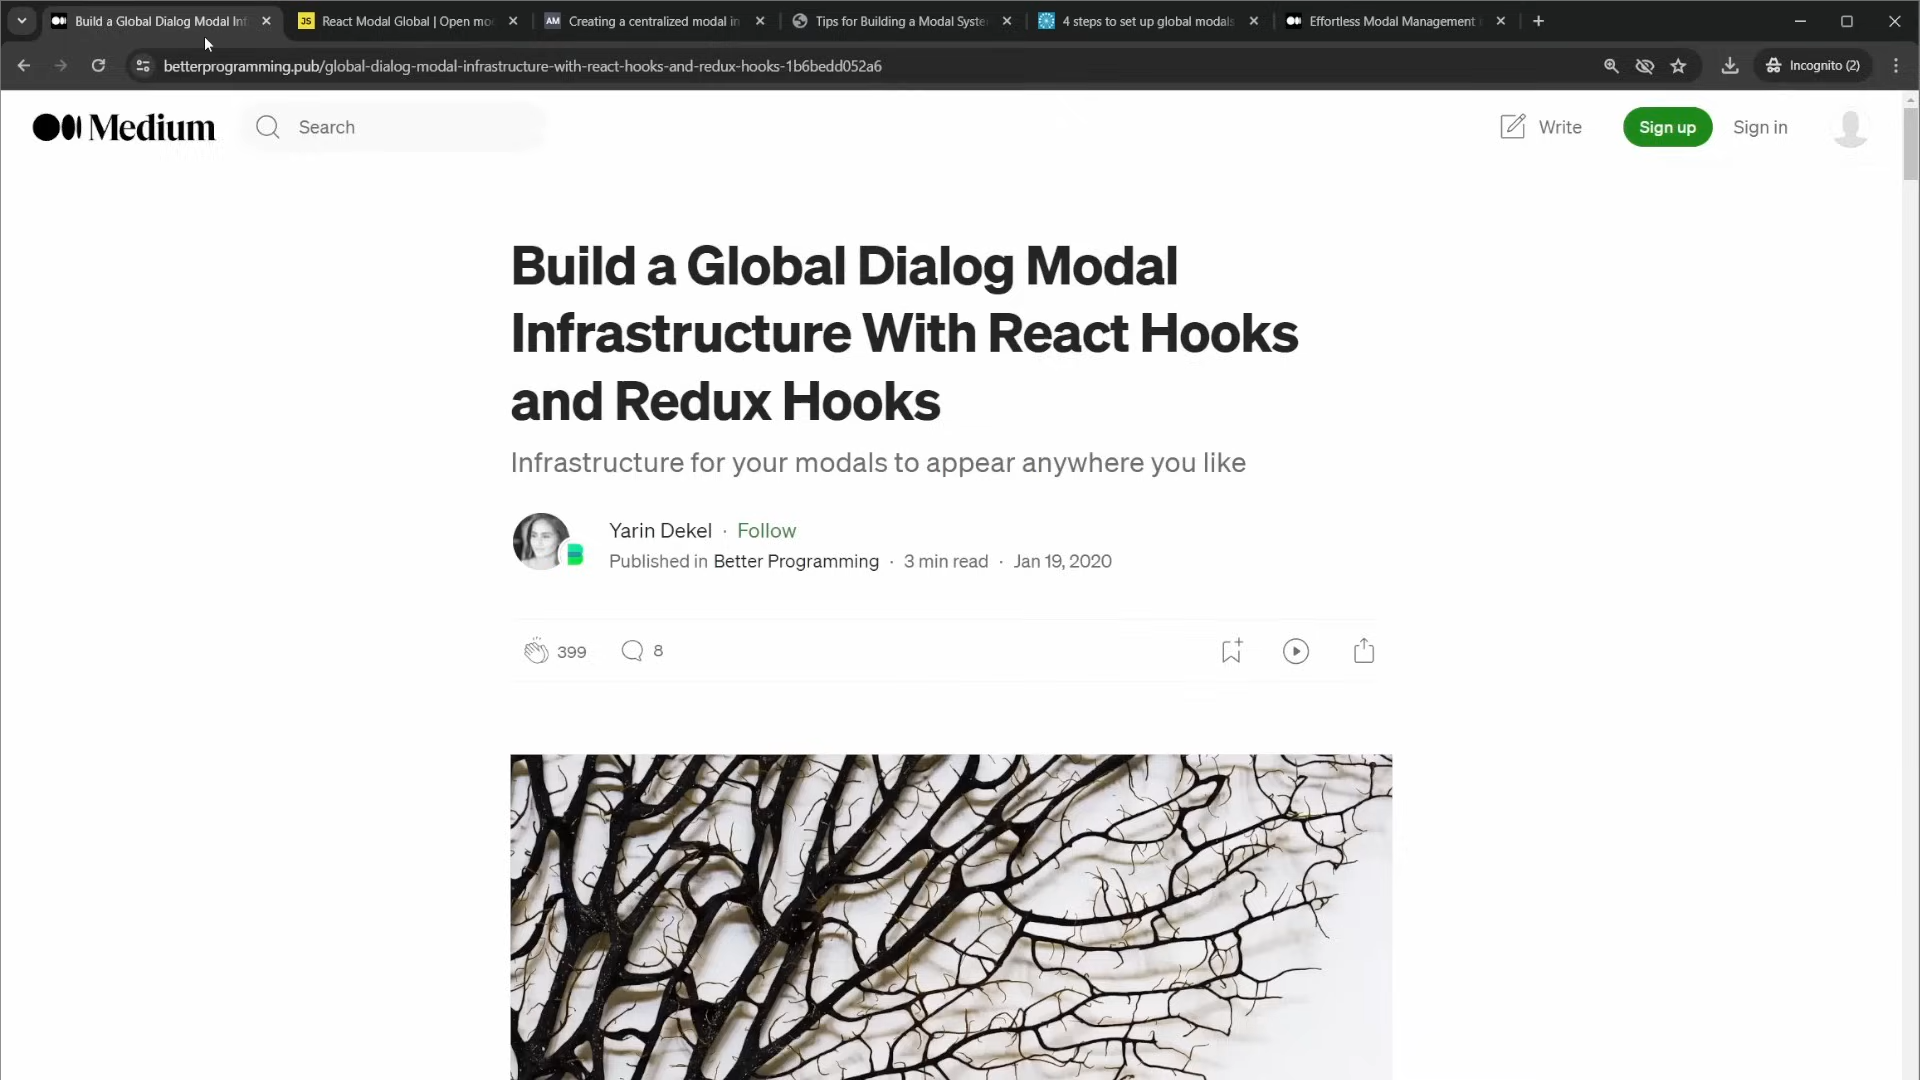 Build a Global Dialog Modal Inf
JS React Modal Global | Open mo
AM Creating a centralized modal in
Tips for Building a Modal Syste
4 steps to set up global modals
Effortless Modal Management
betterprogramming.pub/global-dialog-modal-infrastructure-with-react-hooks-and-redux-hooks-1b6bedd052a6
Incognito (2)
Medium
Search
Write
Sign up
Sign in
Build a Global Dialog Modal
Infrastructure With React Hooks
and Redux Hooks
Infrastructure for your modals to appear anywhere you like
Yarin Dekel · Follow
Published in Better Programming · 3 min read · Jan 19, 2020
399
8